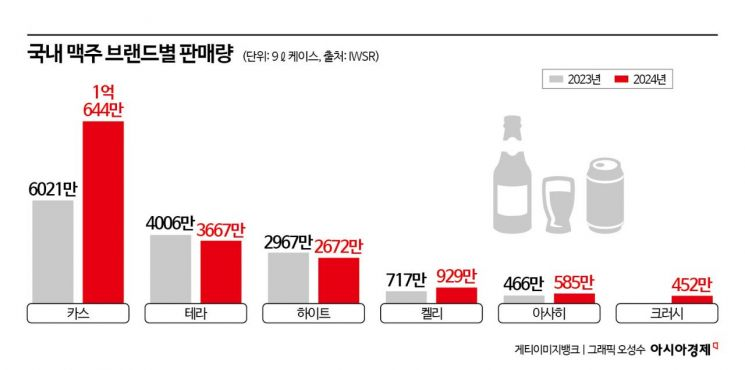 국내 맥주 브랜드별 판매량 (단위: 9ℓ 케이스, 출처: IWSR)
2023년 2024년
1억
644만
6021만
4006만 3667만
2967만 2672만
717만 929만
466만 585만
452만
카스 테라 하이트 켈리 아사히 크러시
게티이미지뱅크 | 그래픽 오성수 아시아경제